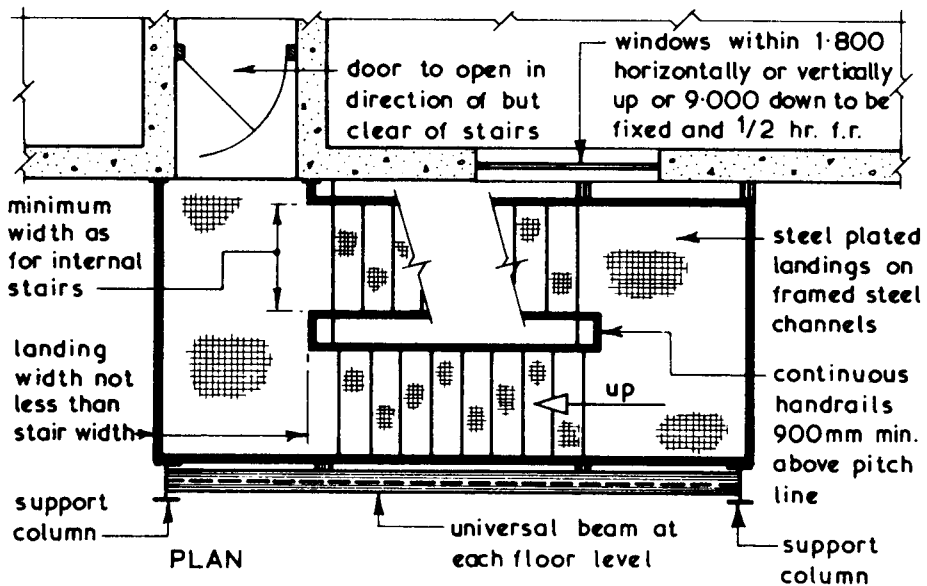 door to open in
direction of but
clear of stairs
windows within 1·800
horizontally or vertically
up or 9·000 down to be
fixed and 1/2 hr. f.r.
minimum
width as
for internal
stairs
steel plated
landings on
framed steel
channels
landing
width not
less than
stair width
up
continuous
handrails
900mm min.
above pitch
line
support
column
PLAN
universal beam at
each floor level
support
column